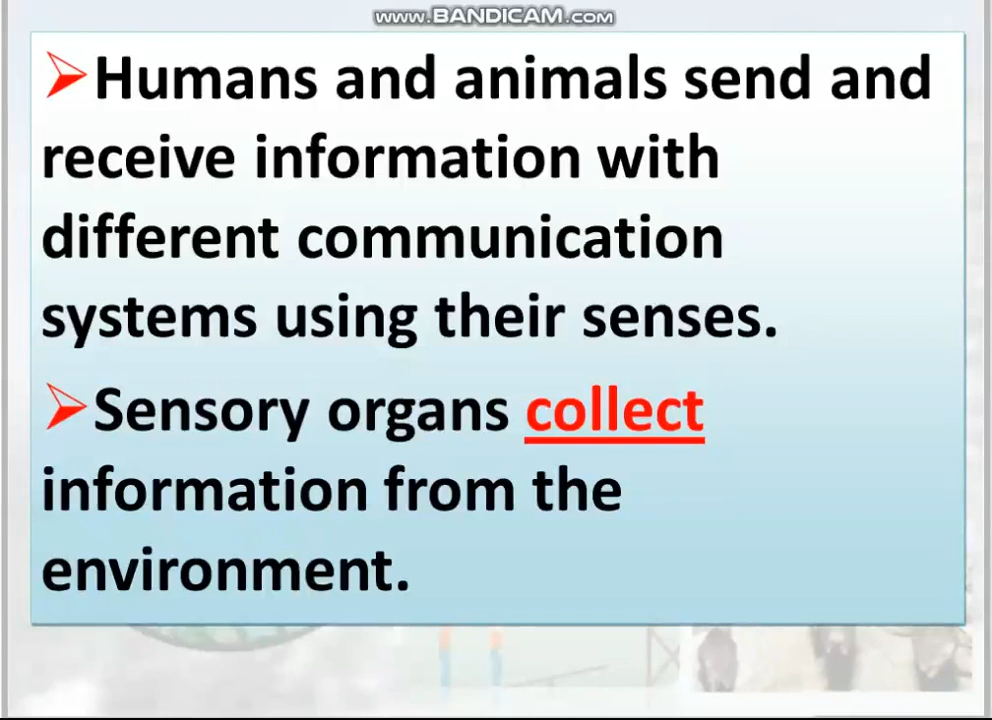 www.BANDICAM.com
Humans and animals send and
receive information with
different communication
systems using their senses.
Sensory organs collect
information from the
environment.